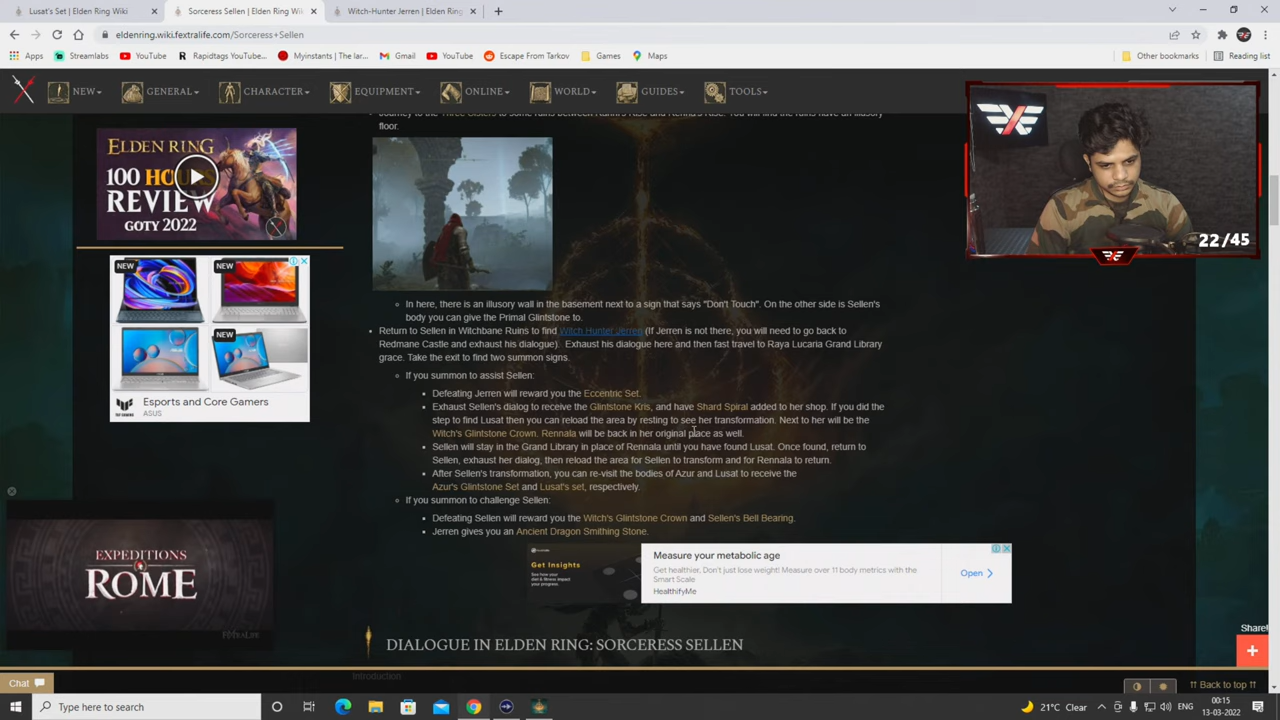 Lusat's Set | Elden Ring Wiki
Sorceress Sellen | Elden Ring Wi
Witch-Hunter Jerren | Elden Ring
eldenring.wiki.fextralife.com/Sorceress+Sellen
Apps
Streamlabs
YouTube
Rapidtags YouTube...
Myinstants | The lar...
Gmail
YouTube
Escape From Tarkov
Games
Maps
Other bookmarks
Reading list
NEW
GENERAL
CHARACTER
EQUIPMENT
ONLINE
WORLD
GUIDES
TOOLS
floor.
ELDEN RING
100 HOURS
REVIEW
GOTY 2022
22/45
NEW
NEW
NEW
Esports and Core Gamers
ASUS
In here, there is an illusory wall in the basement next to a sign that says "Don't Touch". On the other side is Sellen's
body you can give the Primal Glintstone to.
Return to Sellen in Witchbane Ruins to find Witch Hunter Jerren (If Jerren is not there, you will need to go back to
Redmane Castle and exhaust his dialogue). Exhaust his dialogue here and then fast travel to Raya Lucaria Grand Library
grace. Take the exit to find two summon signs.
If you summon to assist Sellen:
Defeating Jerren will reward you the Eccentric Set.
Exhaust Sellen's dialog to receive the Glintstone Kris, and have Shard Spiral added to her shop. If you did the
step to find Lusat then you can reload the area by resting to see her transformation. Next to her will be the
Witch's Glintstone Crown. Rennala will be back in her original place as well.
Sellen will stay in the Grand Library in place of Rennala until you have found Lusat. Once found, return to
Sellen, exhaust her dialog, then reload the area for Sellen to transform and for Rennala to return.
After Sellen's transformation, you can re-visit the bodies of Azur and Lusat to receive the
Azur's Glintstone Set and Lusat's set, respectively.
If you summon to challenge Sellen:
Defeating Sellen will reward you the Witch's Glintstone Crown and Sellen's Bell Bearing.
Jerren gives you an Ancient Dragon Smithing Stone.
EXPEDITIONS
ROME
Get Insights
Measure your metabolic age
Get healthier, Don't just lose weight! Measure over 11 body metrics with the
Smart Scale
HealthifyMe
Open
DIALOGUE IN ELDEN RING: SORCERESS SELLEN
Share!
Introduction
Chat
Back to top
Type here to search
21°C Clear
00:15
13-03-2022